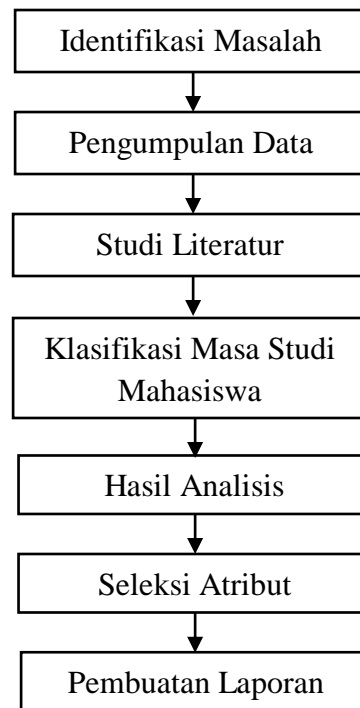 Identifikasi Masalah
Pengumpulan Data
Studi Literatur
Klasifikasi Masa Studi
Mahasiswa
Hasil Analisis
Seleksi Atribut
Pembuatan Laporan